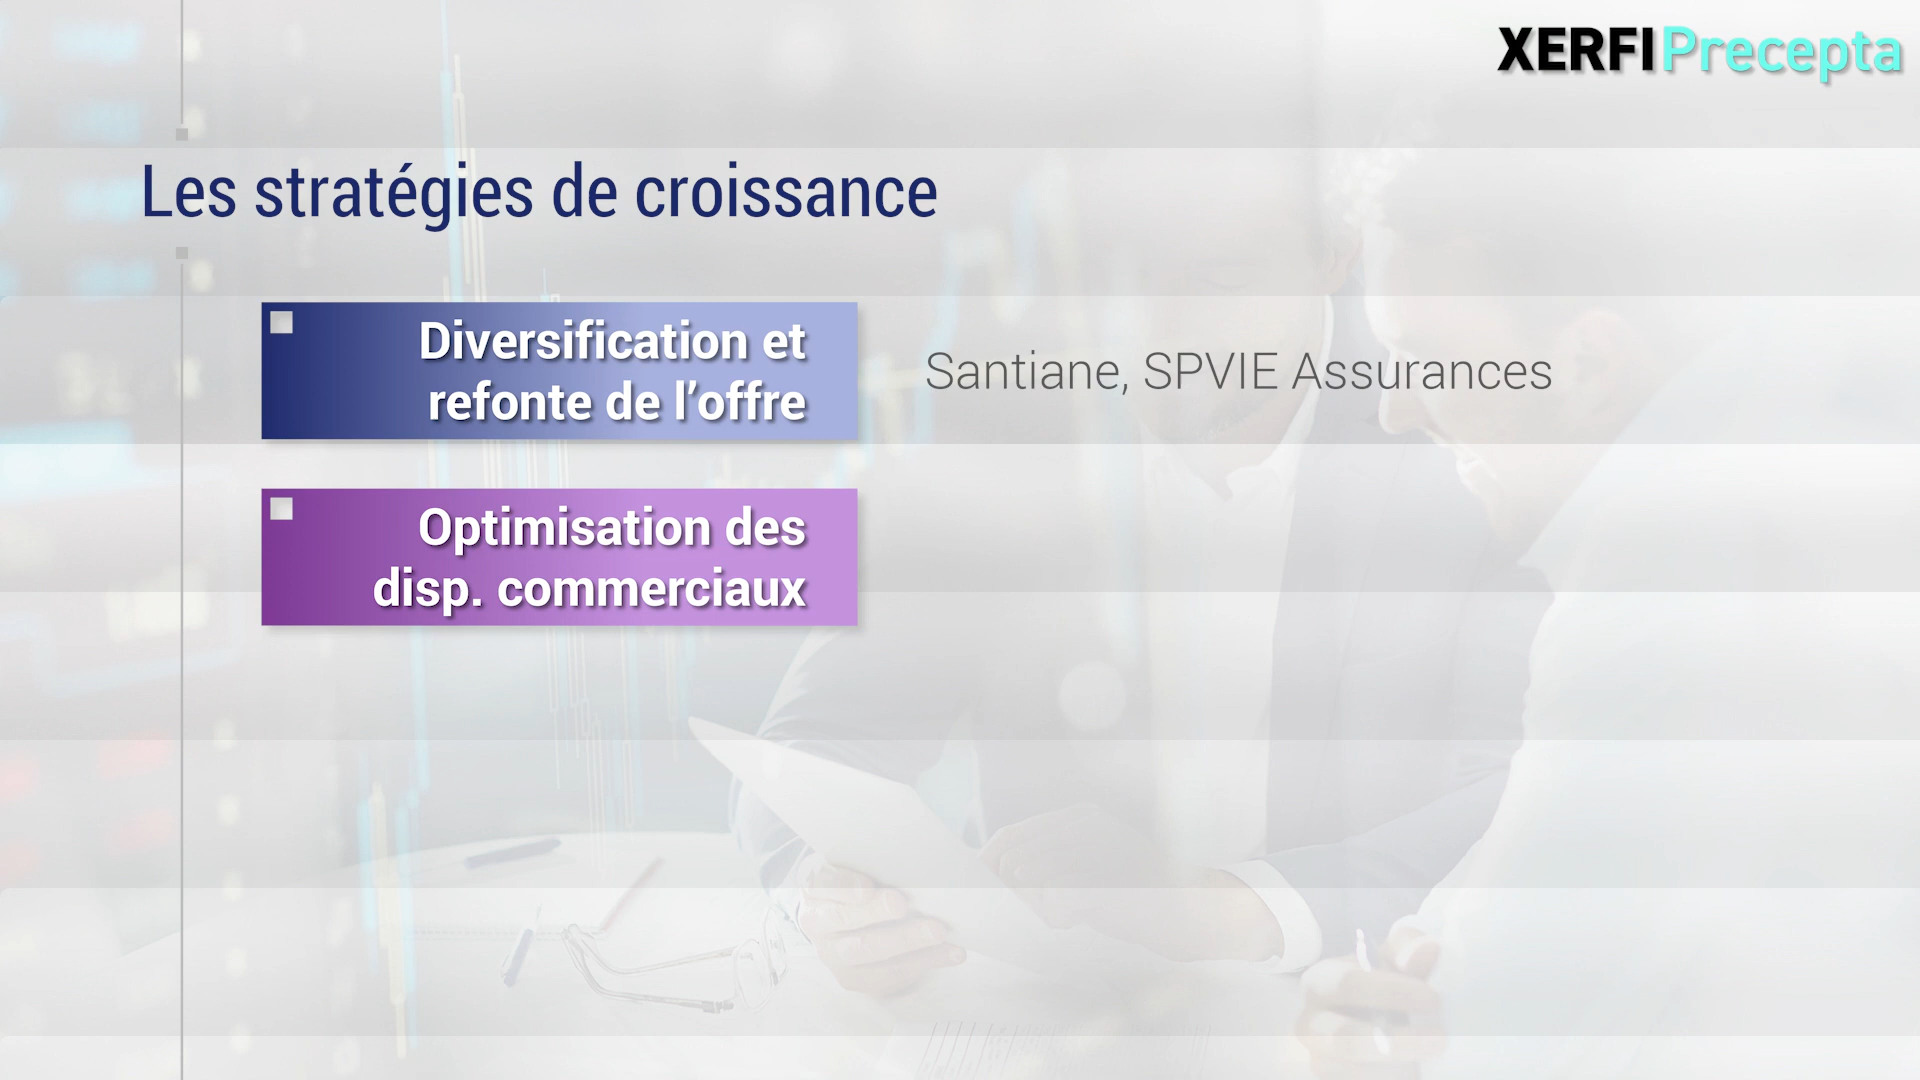 XERFI Precepta
Les stratégies de croissance
Diversification et
refonte de l'offre
Santiane, SPVIE Assurances
Optimisation des
disp. commerciaux